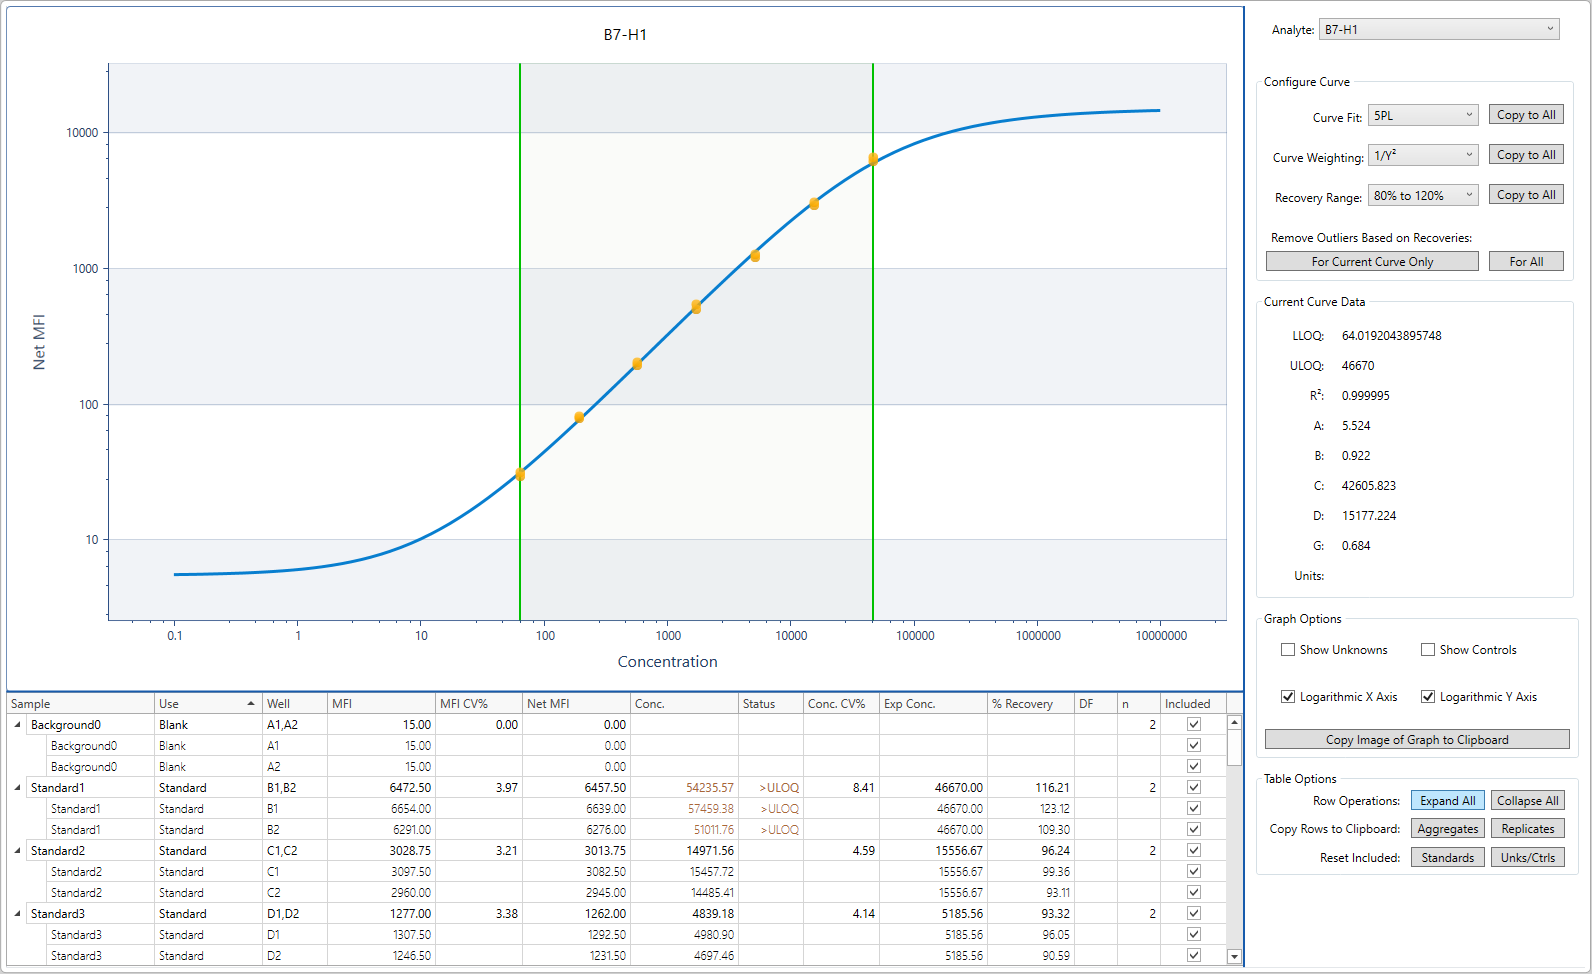 B7-H1
10000
1000
100
10
Net MFI
0.1 1 10 100 1000 10000 100000 1000000 10000000
Concentration
Sample Use Well MFI MFI CV% Net MFI Conc. Status Conc. CV% Exp Conc. % Recovery DF n Included
Background0 Blank A1,A2 15.00 0.00 0.00 2
Background0 Blank A1 15.00 0.00
Background0 Blank A2 15.00 0.00
Standard1 Standard B1,B2 6472.50 3.97 6457.50 54235.57 >ULOQ 8.41 46670.00 116.21 2
Standard1 Standard B1 6654.00 6639.00 57459.38 >ULOQ 46670.00 123.12
Standard1 Standard B2 6291.00 6276.00 51011.76 >ULOQ 46670.00 109.30
Standard2 Standard C1,C2 3028.75 3.21 3013.75 14971.56 4.59 15556.67 96.24 2
Standard2 Standard C1 3097.50 3082.50 15457.72 15556.67 99.36
Standard2 Standard C2 2960.00 2945.00 14485.41 15556.67 93.11
Standard3 Standard D1,D2 1277.00 3.38 1262.00 4839.18 4.14 5185.56 93.32 2
Standard3 Standard D1 1307.50 1292.50 4980.90 5185.56 96.05
Standard3 Standard D2 1246.50 1231.50 4697.46 5185.56 90.59
Analyte: B7-H1
Configure Curve
Curve Fit: 5PL Copy to All
Curve Weighting: 1/Y² Copy to All
Recovery Range: 80% to 120% Copy to All
Remove Outliers Based on Recoveries:
For Current Curve Only For All
Current Curve Data
LLOQ: 64.0192043895748
ULOQ: 46670
R²: 0.999995
A: 5.524
B: 0.922
C: 42605.823
D: 15177.224
G: 0.684
Units:
Graph Options
Show Unknowns Show Controls
Logarithmic X Axis Logarithmic Y Axis
Copy Image of Graph to Clipboard
Table Options
Row Operations: Expand All Collapse All
Copy Rows to Clipboard: Aggregates Replicates
Reset Included: Standards Unks/Ctrls